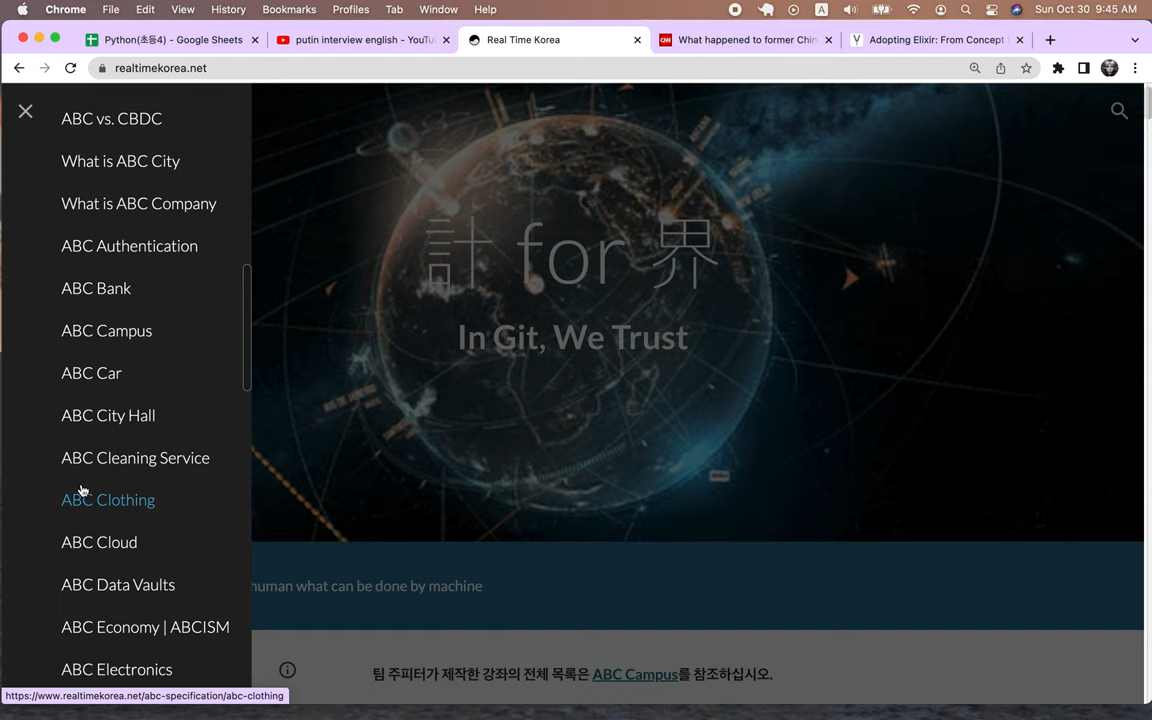 Chrome File Edit View History Bookmarks Profiles Tab Window Help A Sun Oct 30 9:45 AM
Python(초등4) - Google Sheets putin interview english - YouTu Real Time Korea CNN What happened to former Chin Adopting Elixir: From Concept
realtimekorea.net
ABC vs. CBDC
What is ABC City
What is ABC Company
ABC Authentication
ABC Bank
ABC Campus
ABC Car
ABC City Hall
ABC Cleaning Service
ABC Clothing
ABC Cloud
ABC Data Vaults
ABC Economy | ABCISM
ABC Electronics
計 for 界
In Git, We Trust
human what can be done by machine
팀 주피터가 제작한 강좌의 전체 목록은 ABC Campus를 참조하십시오.
https://www.realtimekorea.net/abc-specification/abc-clothing